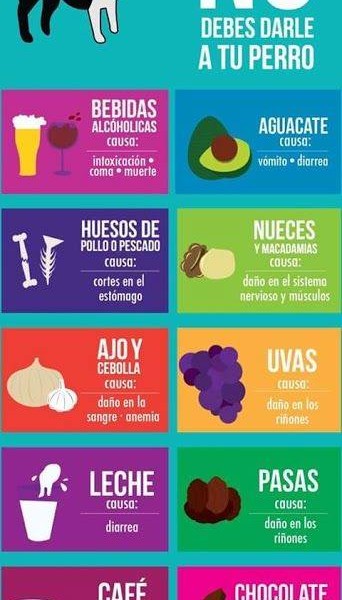 NO
DEBES DARLE
A TU PERRO
BEBIDAS
ALCÓHOLICAS
causa:
intoxicación •
coma • muerte
AGUACATE
causa:
vómito • diarrea
HUESOS DE
POLLO O PESCADO
causa:
cortes en el
estómago
NUECES
Y MACADAMIAS
causa:
daño en el sistema
nervioso y músculos
AJO Y
CEBOLLA
causa:
daño en la
sangre · anemia
UVAS
causa:
daño en los
riñones
LECHE
causa:
diarrea
PASAS
causa:
daño en los
riñones
CAFÉ
CHOCOLATE